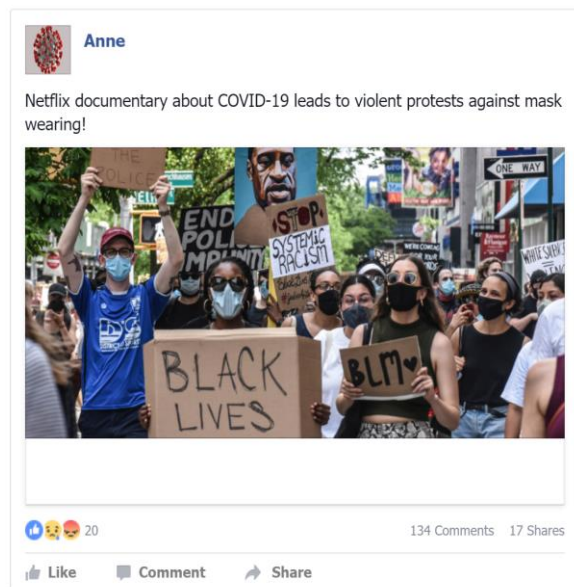 Anne
Netflix documentary about COVID-19 leads to violent protests against mask
wearing!
THE
POLICE
ONE WAY
END
POLICE
IMPUNITY
STOP
SYSTEMIC
RACISM
BLACK
LIVES
BLM
20
134 Comments 17 Shares
Like Comment Share